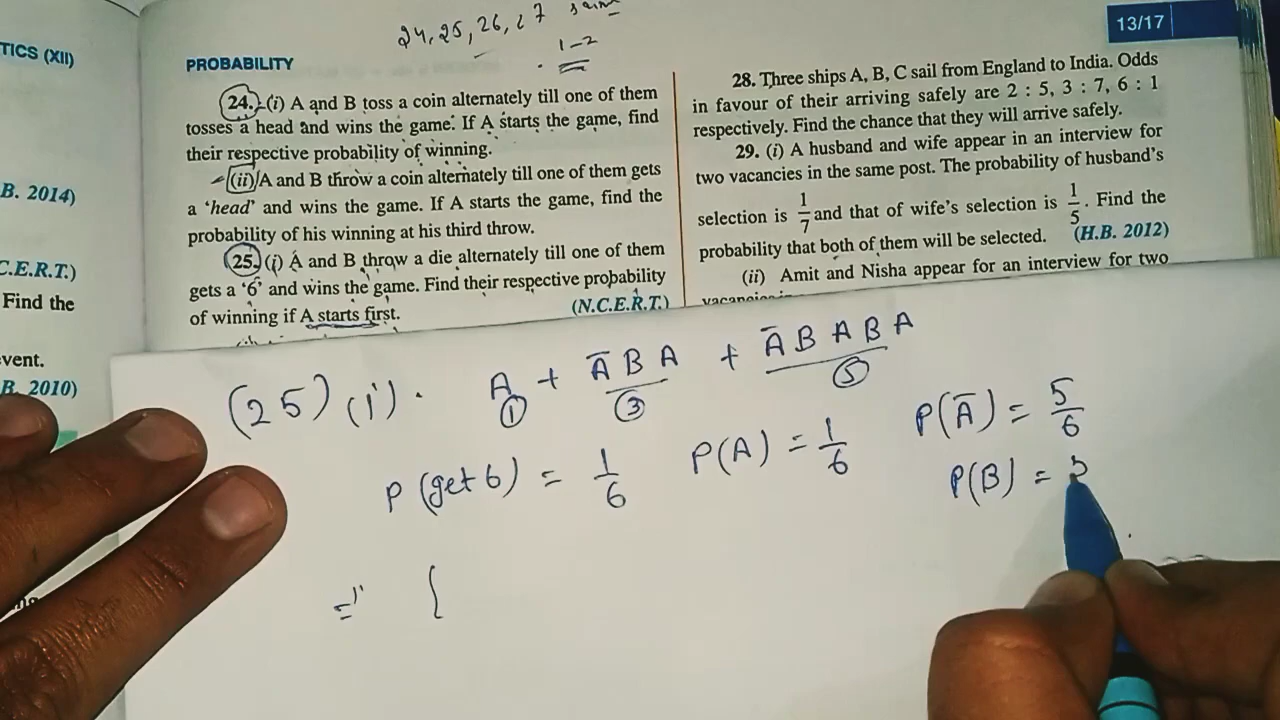 TICS (XII)
B. 2014)
C.E.R.T.)
Find the
vent.
B. 2010)
24, 25, 26, 27 same
1-2
13/17
PROBABILITY
24. (i) A and B toss a coin alternately till one of them
tosses a head and wins the game. If A starts the game, find
their respective probability of winning.
(ii) A and B throw a coin alternately till one of them gets
a ‘head’ and wins the game. If A starts the game, find the
probability of his winning at his third throw.
25. (i) A and B throw a die alternately till one of them
gets a ‘6’ and wins the game. Find their respective probability
of winning if A starts first.
(N.C.E.R.T.)
28. Three ships A, B, C sail from England to India. Odds
in favour of their arriving safely are 2 : 5, 3 : 7, 6 : 1
respectively. Find the chance that they will arrive safely.
29. (i) A husband and wife appear in an interview for
two vacancies in the same post. The probability of husband’s
selection is 1/7 and that of wife’s selection is 1/5. Find the
probability that both of them will be selected. (H.B. 2012)
(ii) Amit and Nisha appear for an interview for two
(25) (i). A + A̅ B A + A̅ B A B A
① ③ ⑤
P(get 6) = 1/6 P(A) = 1/6 P(A̅) = 5/6
P(B) =
⇒ {